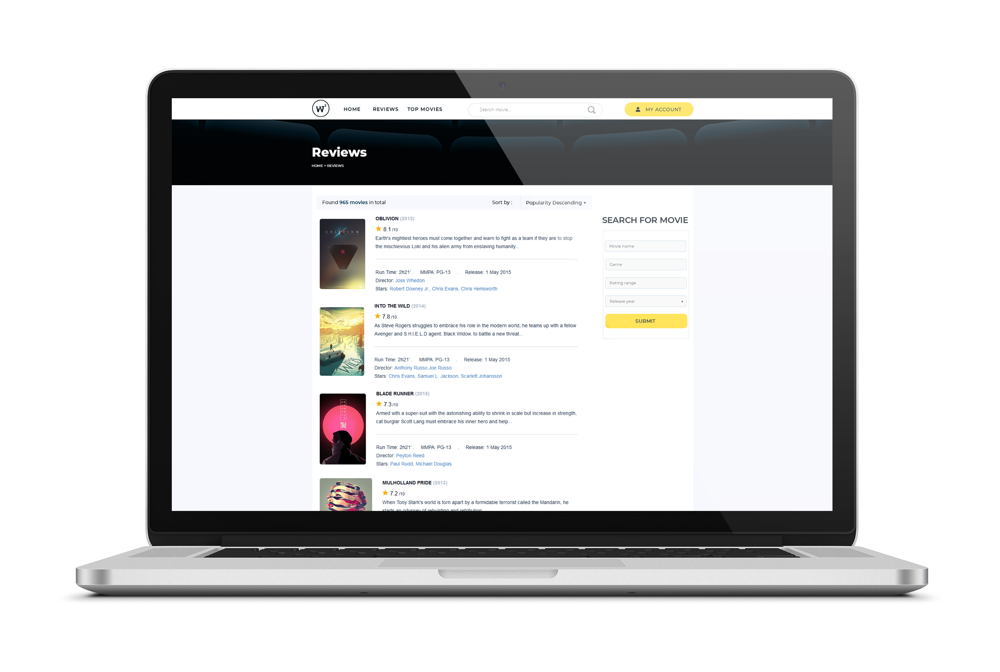 W²
HOME REVIEWS TOP MOVIES Search movie... MY ACCOUNT
Reviews
HOME > REVIEWS
Found 965 movies in total Sort by : Popularity Descending ▾
SEARCH FOR MOVIE
Movie name
Genre
Rating range
Release year ▾
SUBMIT
OBLIVION
OBLIVION (2012)
8.1 /10
Earth's mightiest heroes must come together and learn to fight as a team if they are to stop
the mischievous Loki and his alien army from enslaving humanity...
Run Time: 2h21' . MMPA: PG-13 . Release: 1 May 2015
Director: Joss Whedon
Stars: Robert Downey Jr., Chris Evans, Chris Hemsworth
WILD
INTO THE WILD (2014)
7.8 /10
As Steve Rogers struggles to embrace his role in the modern world, he teams up with a fellow
Avenger and S.H.I.E.L.D agent, Black Widow, to battle a new threat...
Run Time: 2h21' . MMPA: PG-13 . Release: 1 May 2015
Director: Anthony Russo,Joe Russo
Stars: Chris Evans, Samuel L. Jackson, Scarlett Johansson
2049
BLADE RUNNER (2015)
7.3 /10
Armed with a super-suit with the astonishing ability to shrink in scale but increase in strength,
cat burglar Scott Lang must embrace his inner hero and help...
Run Time: 2h21' . MMPA: PG-13 . Release: 1 May 2015
Director: Peyton Reed
Stars: Paul Rudd, Michael Douglas
MULHOLLAND PRIDE (2013)
7.2 /10
When Tony Stark's world is torn apart by a formidable terrorist called the Mandarin, he
starts an odyssey of rebuilding and retribution